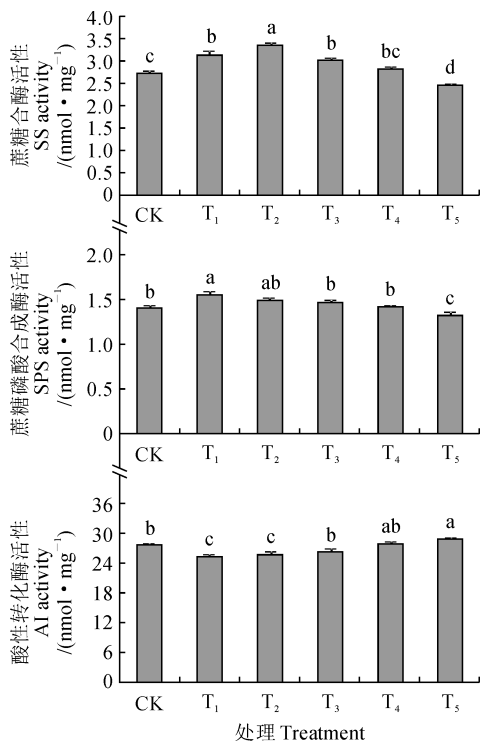 蔗糖合酶活性
SS activity
/(nmol·mg⁻¹)
4.0
3.5
3.0
2.5
2.0
1.5
1.0
0.5
0
c b a b bc d
CK T₁ T₂ T₃ T₄ T₅
蔗糖磷酸合成酶活性
SPS activity
/(nmol·mg⁻¹)
2.0
1.5
1.0
0.5
0
b a ab b b c
CK T₁ T₂ T₃ T₄ T₅
酸性转化酶活性
AI activity
/(nmol·mg⁻¹)
36
30
24
18
12
6
0
b c c b ab a
CK T₁ T₂ T₃ T₄ T₅
处理 Treatment